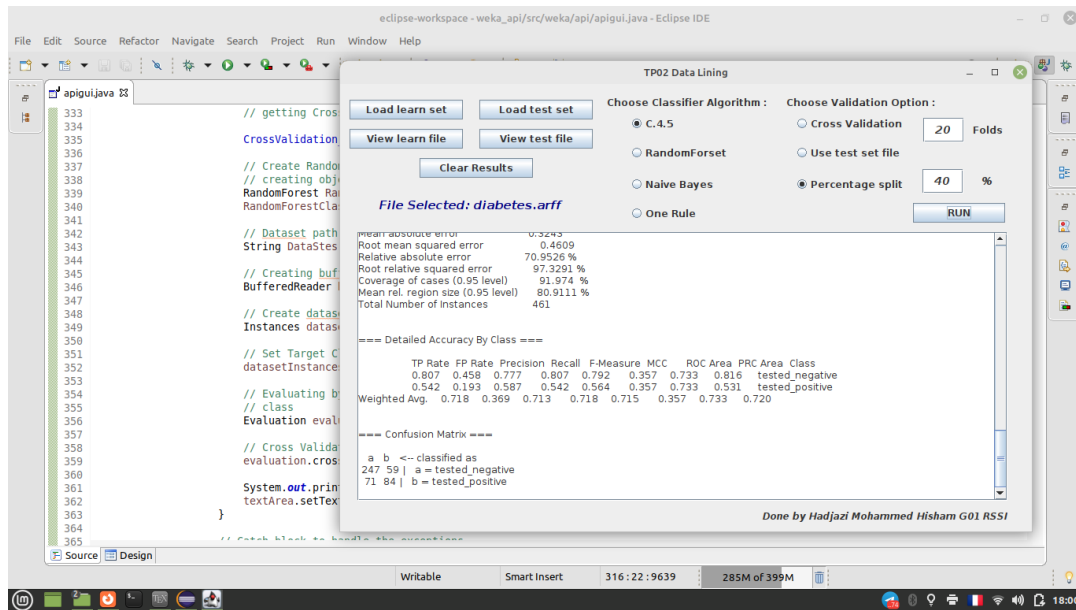 eclipse-workspace - weka_api/src/weka/api/apigui.java - Eclipse IDE
File Edit Source Refactor Navigate Search Project Run Window Help
apigui.java
333 // getting Cros
334
335 CrossValidation
336
337 // Create Rando
338 // creating obj
339 RandomForest Ra
340 RandomForestCla
341
342 // Dataset path
343 String DataStes
344
345 // Creating buf
346 BufferedReader
347
348 // Create datas
349 Instances datas
350
351 // Set Target C
352 datasetInstance
353
354 // Evaluating b
355 // class
356 Evaluation eval
357
358 // Cross Valida
359 evaluation.cros
360
361 System.out.prin
362 textArea.setTex
363 }
364
365 // Catch block to handle the exceptions
Source Design
Writable Smart Insert 316:22:9639 285M of 399M
TP02 Data Lining
Load learn set Load test set
View learn file View test file
Clear Results
File Selected: diabetes.arff
Choose Classifier Algorithm :
C.4.5
RandomForset
Naive Bayes
One Rule
Choose Validation Option :
Cross Validation 20 Folds
Use test set file
Percentage split 40 %
RUN
Mean absolute error 0.3243
Root mean squared error 0.4609
Relative absolute error 70.9526 %
Root relative squared error 97.3291 %
Coverage of cases (0.95 level) 91.974 %
Mean rel. region size (0.95 level) 80.9111 %
Total Number of Instances 461
=== Detailed Accuracy By Class ===
TP Rate FP Rate Precision Recall F-Measure MCC ROC Area PRC Area Class
0.807 0.458 0.777 0.807 0.792 0.357 0.733 0.816 tested_negative
0.542 0.193 0.587 0.542 0.564 0.357 0.733 0.531 tested_positive
Weighted Avg. 0.718 0.369 0.713 0.718 0.715 0.357 0.733 0.720
=== Confusion Matrix ===
a b <-- classified as
247 59 | a = tested_negative
71 84 | b = tested_positive
Done by Hadjazi Mohammed Hisham G01 RSSI
18:00